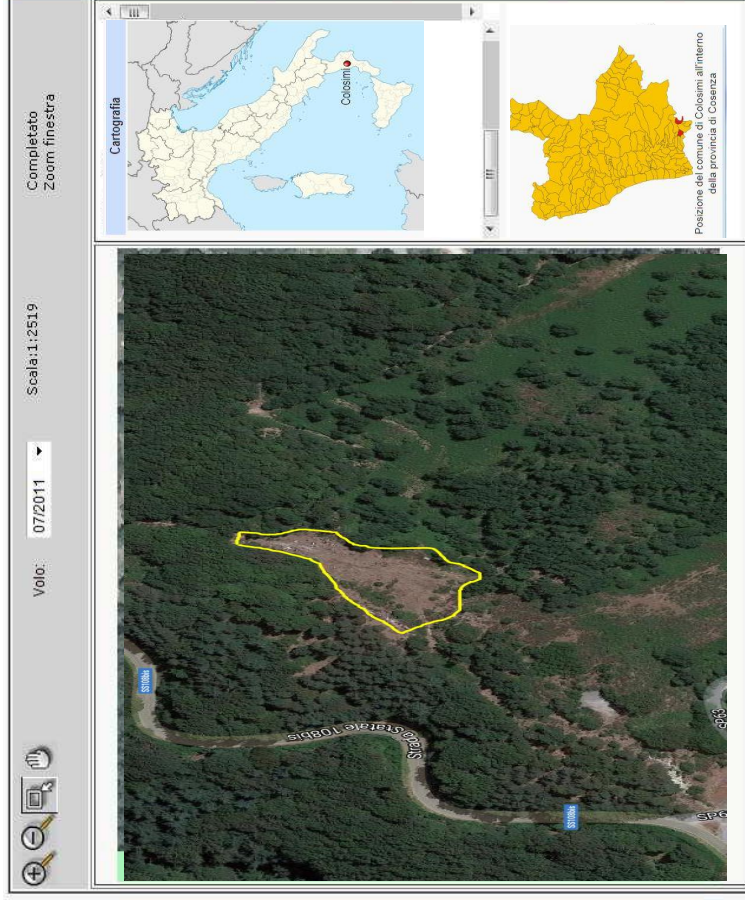 Volo:
07/2011
Scala:1:2519
Completato
Zoom finestra
SS108bis
Strada Statale 108bis
SS108bis
SP63
SP6
Cartografia
Colosimi
Posizione del comune di Colosimi all'interno
della provincia di Cosenza